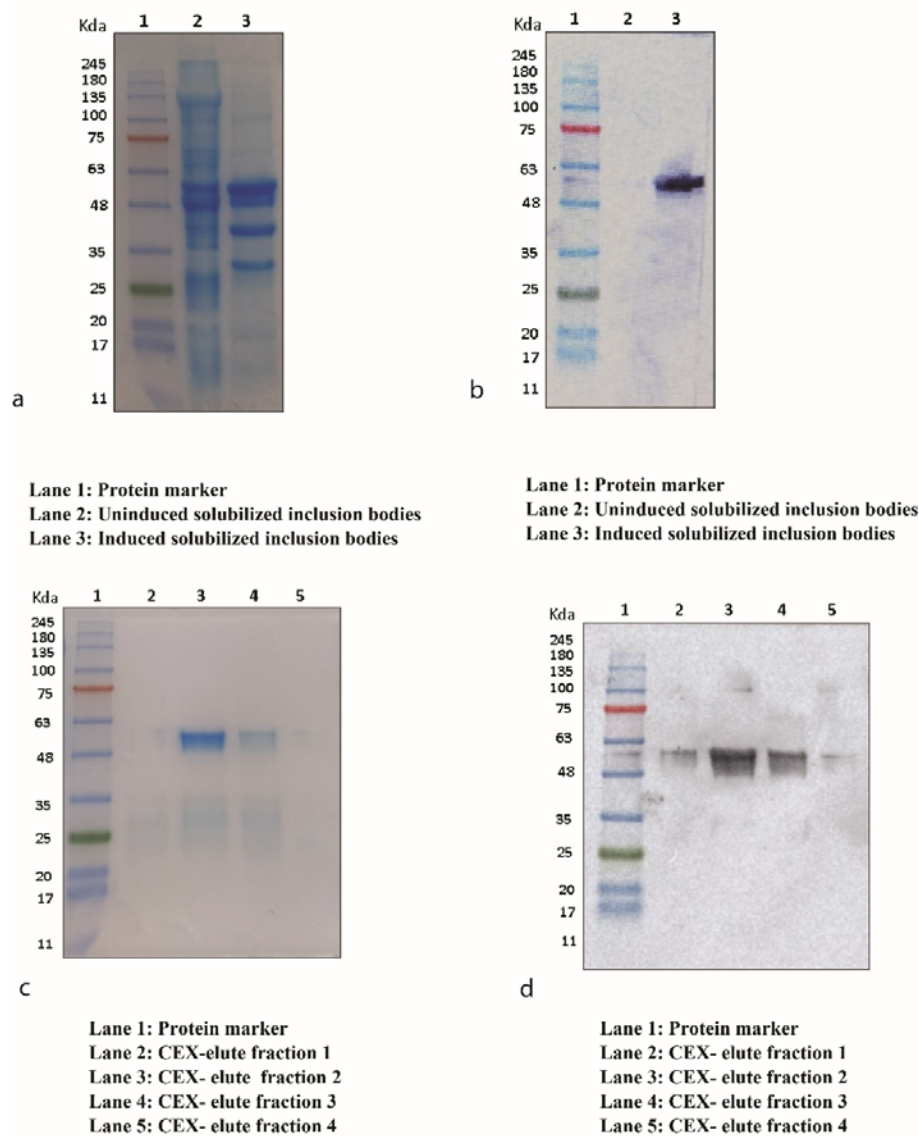 Kda 1 2 3
245
180
135
100
75
63
48
35
25
20
17
11
a
Kda 1 2 3
245
180
135
100
75
63
48
35
25
20
17
11
b
Lane 1: Protein marker
Lane 2: Uninduced solubilized inclusion bodies
Lane 3: Induced solubilized inclusion bodies
Lane 1: Protein marker
Lane 2: Uninduced solubilized inclusion bodies
Lane 3: Induced solubilized inclusion bodies
Kda 1 2 3 4 5
245
180
135
100
75
63
48
35
25
20
17
11
c
Kda 1 2 3 4 5
245
180
135
100
75
63
48
35
25
20
17
11
d
Lane 1: Protein marker
Lane 2: CEX-elute fraction 1
Lane 3: CEX- elute fraction 2
Lane 4: CEX- elute fraction 3
Lane 5: CEX- elute fraction 4
Lane 1: Protein marker
Lane 2: CEX- elute fraction 1
Lane 3: CEX- elute fraction 2
Lane 4: CEX- elute fraction 3
Lane 5: CEX- elute fraction 4